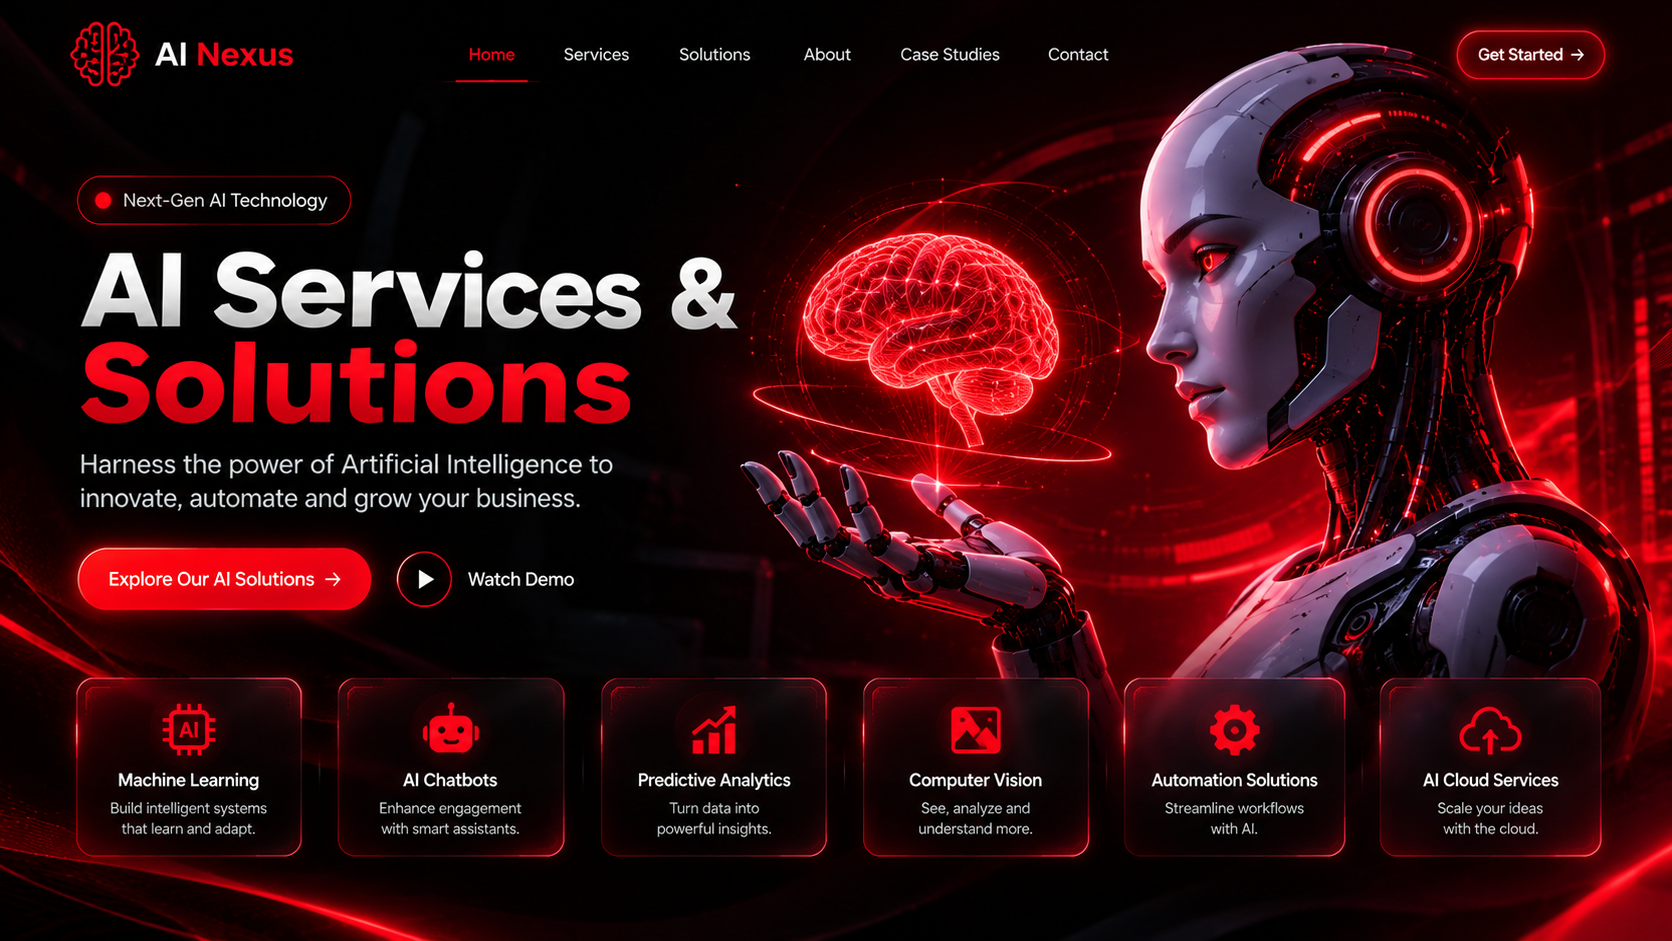 AI Nexus
Home
Services
Solutions
About
Case Studies
Contact
Get Started →
Next-Gen AI Technology
AI Services &
Solutions
Harness the power of Artificial Intelligence to
innovate, automate and grow your business.
Explore Our AI Solutions →
Watch Demo
AI
Machine Learning
Build intelligent systems
that learn and adapt.
AI Chatbots
Enhance engagement
with smart assistants.
Predictive Analytics
Turn data into
powerful insights.
Computer Vision
See, analyze and
understand more.
Automation Solutions
Streamline workflows
with AI.
AI Cloud Services
Scale your ideas
with the cloud.